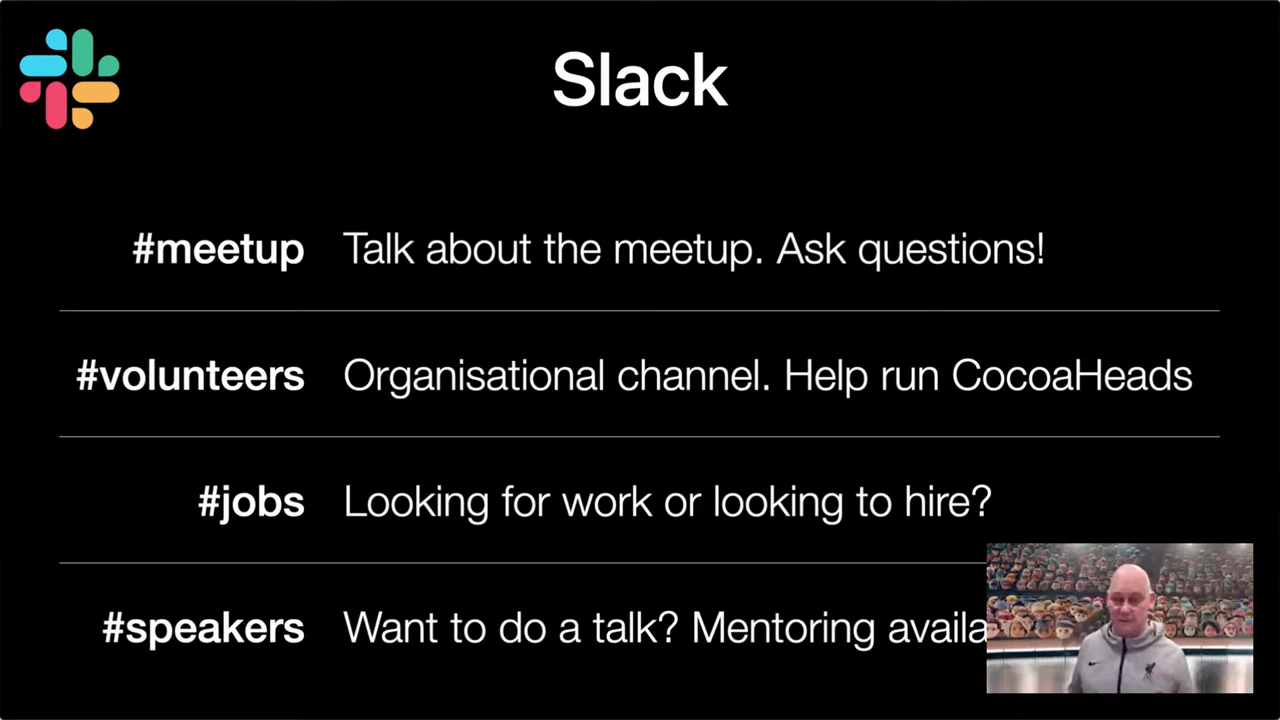 Slack
#meetup Talk about the meetup. Ask questions!
#volunteers Organisational channel. Help run CocoaHeads
#jobs Looking for work or looking to hire?
#speakers Want to do a talk? Mentoring availa